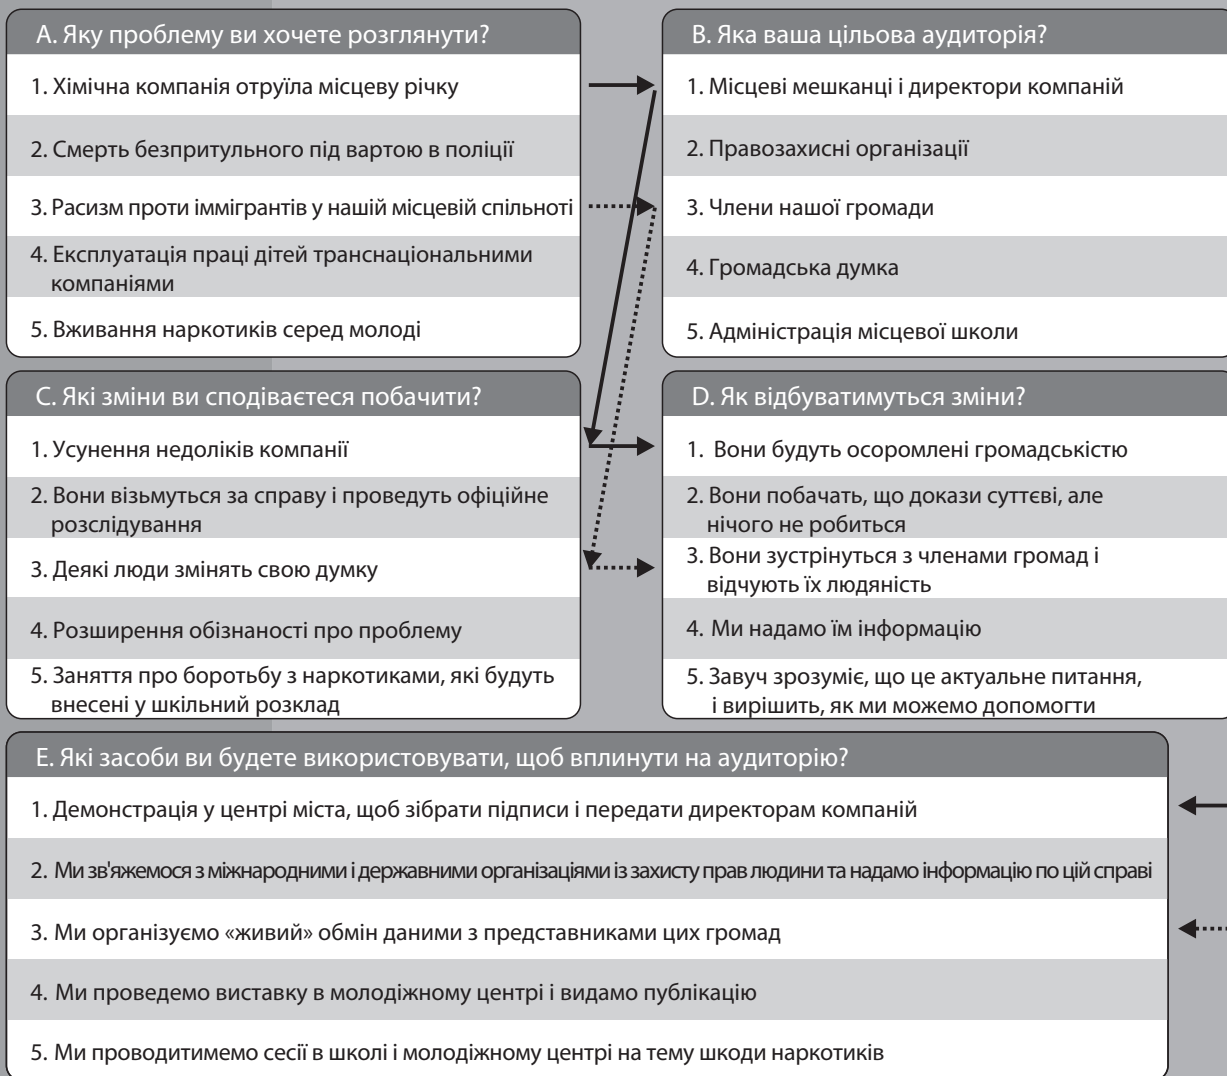 A. Яку проблему ви хочете розглянути?
1. Хімічна компанія отруїла місцеву річку
2. Смерть безпритульного під вартою в поліції
3. Расизм проти іммігрантів у нашій місцевій спільноті
4. Експлуатація праці дітей транснаціональними
компаніями
5. Вживання наркотиків серед молоді
B. Яка ваша цільова аудиторія?
1. Місцеві мешканці і директори компаній
2. Правозахисні організації
3. Члени нашої громади
4. Громадська думка
5. Адміністрація місцевої школи
C. Які зміни ви сподіваєтеся побачити?
1. Усунення недоліків компанії
2. Вони візьмуться за справу і проведуть офіційне
розслідування
3. Деякі люди змінять свою думку
4. Розширення обізнаності про проблему
5. Заняття про боротьбу з наркотиками, які будуть
внесені у шкільний розклад
D. Як відбуватимуться зміни?
1. Вони будуть осоромлені громадськістю
2. Вони побачать, що докази суттєві, але
нічого не робиться
3. Вони зустрінуться з членами громад і
відчують їх людяність
4. Ми надамо їм інформацію
5. Завуч зрозуміє, що це актуальне питання,
і вирішить, як ми можемо допомогти
E. Які засоби ви будете використовувати, щоб вплинути на аудиторію?
1. Демонстрація у центрі міста, щоб зібрати підписи і передати директорам компаній
2. Ми зв'яжемося з міжнародними і державними організаціями із захисту прав людини та надамо інформацію по цій справі
3. Ми організуємо «живий» обмін даними з представниками цих громад
4. Ми проведемо виставку в молодіжному центрі і видамо публікацію
5. Ми проводитимемо сесії в школі і молодіжному центрі на тему шкоди наркотиків